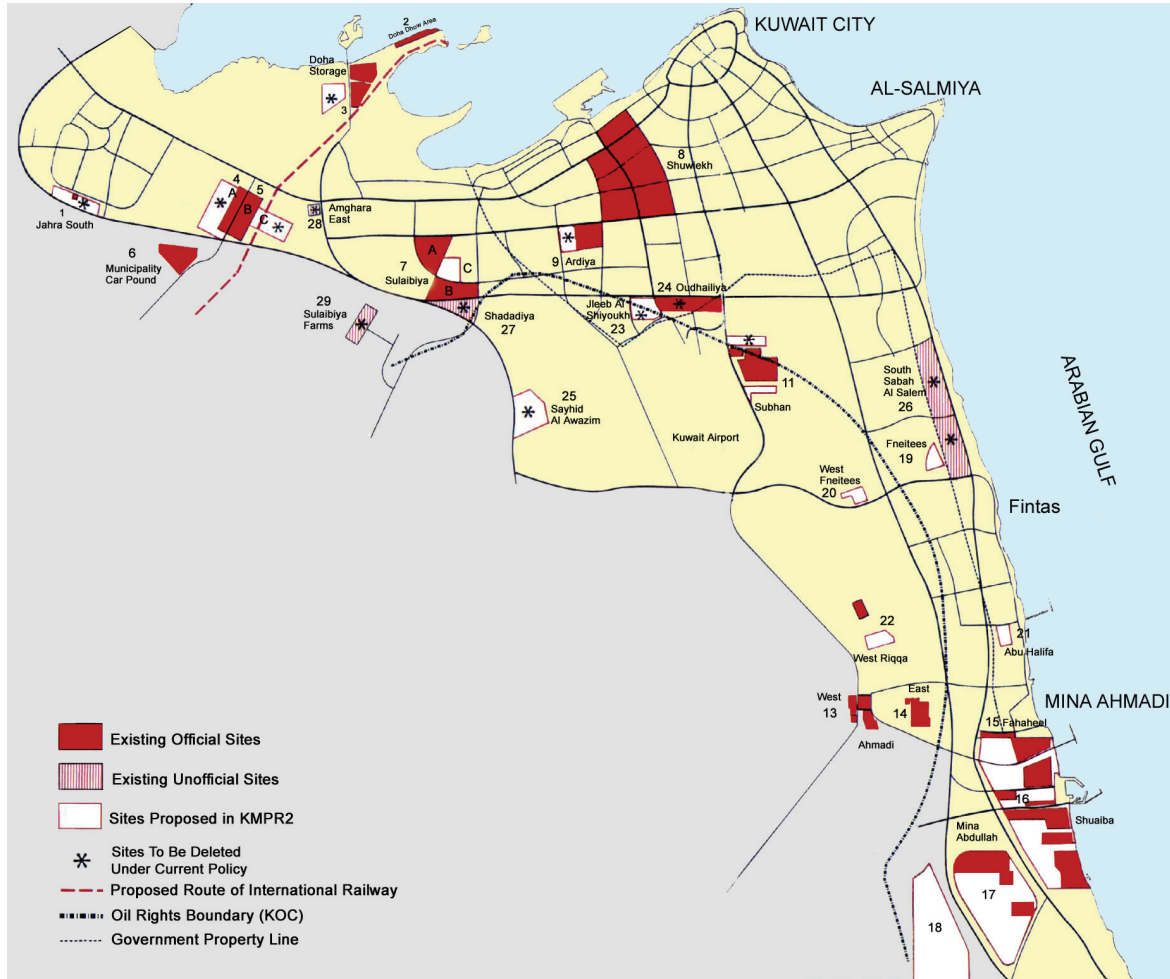 KUWAIT CITY
AL-SALMIYA
2
Doha Dhow Area
Doha
Storage
3
8
Shuwiekh
4
5
A
B
C
1
Jahra South
28
Amghara
East
6
Municipality
Car Pound
A
7
Sulaibiya
C
B
9 Ardiya
24 Oudhailiya
Jleeb Al
Shiyoukh
23
29
Sulaibiya
Farms
Shadadiya
27
11
Subhan
South
Sabah
Al Salem
26
ARABIAN GULF
25
Sayhid
Al Awazim
Kuwait Airport
Fneitees
19
West
Fneitees
20
Fintas
22
West Riqqa
21
Abu Halifa
West
13
East
14
Ahmadi
MINA AHMADI
15 Fahaheel
16
Shuaiba
Mina
Abdullah
17
18
Existing Official Sites
Existing Unofficial Sites
Sites Proposed in KMPR2
Sites To Be Deleted
Under Current Policy
Proposed Route of International Railway
Oil Rights Boundary (KOC)
Government Property Line